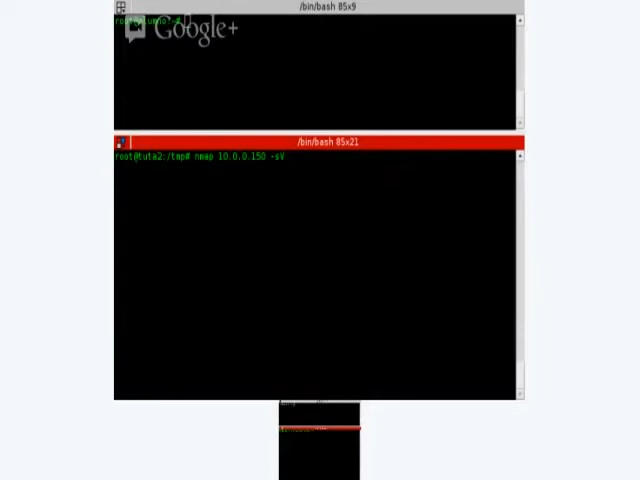 /bin/bash 85x9
Google+
/bin/bash 85x21
root@tuta2:/tmp# nmap 10.0.0.150 -sV